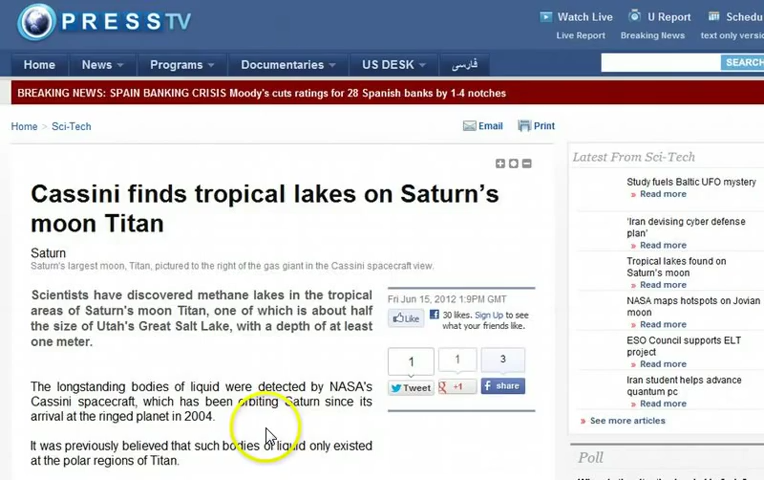 PRESSTV
Watch Live
U Report
Schedu
Live Report
Breaking News
text only versio
Home
News
Programs
Documentaries
US DESK
فارسی
SEARCH
BREAKING NEWS: SPAIN BANKING CRISIS Moody's cuts ratings for 28 Spanish banks by 1-4 notches
Home > Sci-Tech
Email
Print
Cassini finds tropical lakes on Saturn's
moon Titan
Saturn
Saturn's largest moon, Titan, pictured to the right of the gas giant in the Cassini spacecraft view.
Scientists have discovered methane lakes in the tropical
areas of Saturn's moon Titan, one of which is about half
the size of Utah's Great Salt Lake, with a depth of at least
one meter.
Fri Jun 15, 2012 1:9PM GMT
Like
30 likes. Sign Up to see
what your friends like.
1
1
3
Tweet
g +1
f share
The longstanding bodies of liquid were detected by NASA's
Cassini spacecraft, which has been orbiting Saturn since its
arrival at the ringed planet in 2004.
It was previously believed that such bodies of liquid only existed
at the polar regions of Titan.
Latest From Sci-Tech
Study fuels Baltic UFO mystery
» Read more
'Iran devising cyber defense
plan'
» Read more
Tropical lakes found on
Saturn's moon
» Read more
NASA maps hotspots on Jovian
moon
» Read more
ESO Council supports ELT
project
» Read more
Iran student helps advance
quantum pc
» Read more
» See more articles
Poll